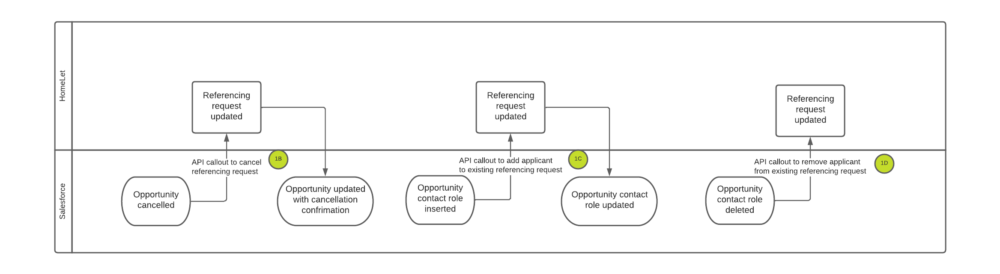 HomeLet
Referencing
request
updated
Referencing
request
updated
Referencing
request
updated
Salesforce
Opportunity
cancelled
API callout to cancel
referencing request
1B
Opportunity updated
with cancellation
confrimation
Opportunity
contact role
inserted
API callout to add applicant
to existing referencing request
1C
Opportunity contact
role updated
Opportunity
contact role
deleted
API callout to remove applicant
from existing referencing request
1D